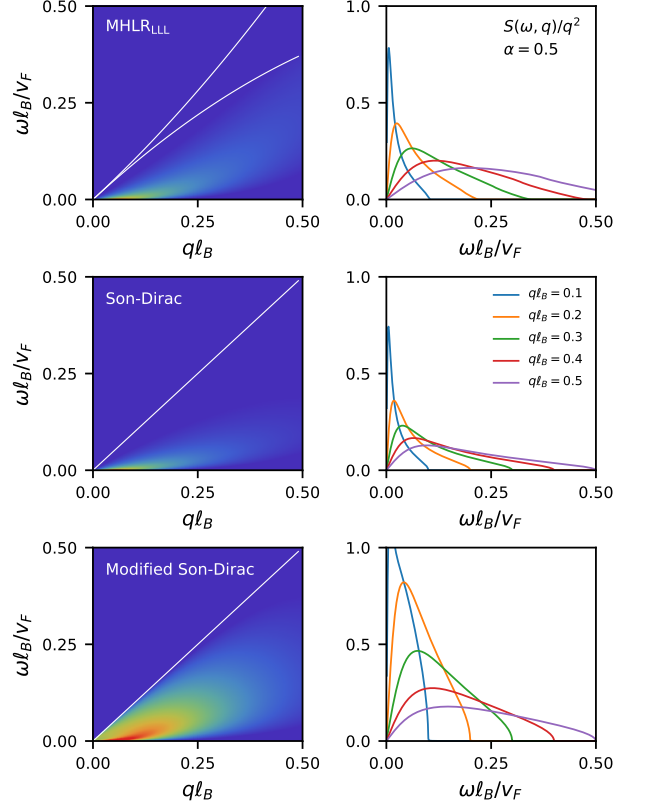 MHLR_LLL
0.50
0.25
0.00
ωℓ_B/v_F
0.00 0.25 0.50
qℓ_B
S(ω, q)/q²
α = 0.5
1.0
0.5
0.0
0.00 0.25 0.50
ωℓ_B/v_F
Son-Dirac
0.50
0.25
0.00
ωℓ_B/v_F
0.00 0.25 0.50
qℓ_B
qℓ_B = 0.1
qℓ_B = 0.2
qℓ_B = 0.3
qℓ_B = 0.4
qℓ_B = 0.5
1.0
0.5
0.0
0.00 0.25 0.50
ωℓ_B/v_F
Modified Son-Dirac
0.50
0.25
0.00
ωℓ_B/v_F
0.00 0.25 0.50
qℓ_B
1.0
0.5
0.0
0.00 0.25 0.50
ωℓ_B/v_F